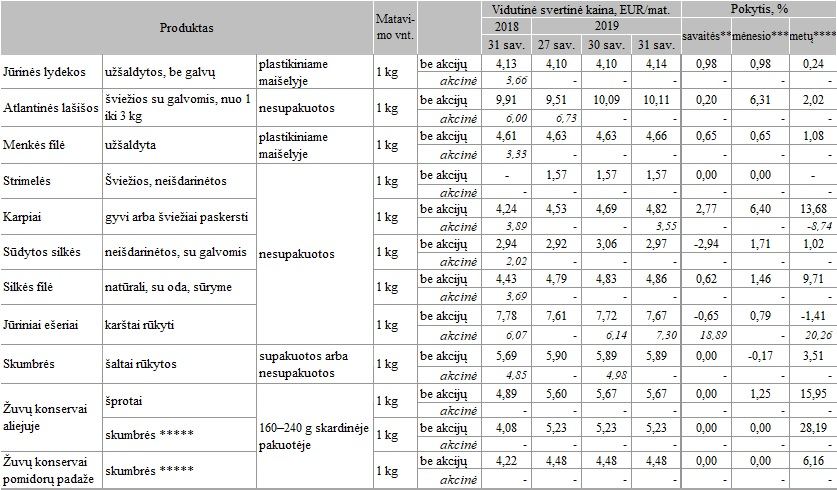 Produktas Matavi- Vidutinė svertinė kaina, EUR/mat. Pokytis, %
mo vnt. 2018 2019 savaitės** mėnesio*** metų****
31 sav. 27 sav. 30 sav. 31 sav.
Jūrinės lydekos užšaldytos, be galvų plastikiniame maišelyje 1 kg be akcijų 4,13 4,10 4,10 4,14 0,98 0,98 0,24
akcinė 3,66 - - - - - -
Atlantinės lašišos šviežios su galvomis, nuo 1 iki 3 kg nesupakuotos 1 kg be akcijų 9,91 9,51 10,09 10,11 0,20 6,31 2,02
akcinė 6,00 6,73 - - - - -
Menkės filė užšaldyta plastikiniame maišelyje 1 kg be akcijų 4,61 4,63 4,63 4,66 0,65 0,65 1,08
akcinė 3,33 - - - - - -
Strimelės Šviežios, neišdarinėtos nesupakuotos 1 kg be akcijų - 1,57 1,57 1,57 0,00 0,00 -
akcinė - - - - - - -
Karpiai gyvi arba šviežiai paskersti 1 kg be akcijų 4,24 4,53 4,69 4,82 2,77 6,40 13,68
akcinė 3,89 - - 3,55 - - -8,74
Sūdytos silkės neišdarinėtos, su galvomis 1 kg be akcijų 2,94 2,92 3,06 2,97 -2,94 1,71 1,02
akcinė 2,02 - - - - - -
Silkės filė natūrali, su oda, sūryme 1 kg be akcijų 4,43 4,79 4,83 4,86 0,62 1,46 9,71
akcinė 3,69 - - - - - -
Jūriniai ešeriai karštai rūkyti 1 kg be akcijų 7,78 7,61 7,72 7,67 -0,65 0,79 -1,41
akcinė 6,07 - 6,14 7,30 18,89 - 20,26
Skumbrės šaltai rūkytos supakuotos arba nesupakuotos 1 kg be akcijų 5,69 5,90 5,89 5,89 0,00 -0,17 3,51
akcinė 4,85 - 4,98 - - - -
Žuvų konservai aliejuje šprotai 160–240 g skardinėje pakuotėje 1 kg be akcijų 4,89 5,60 5,67 5,67 0,00 1,25 15,95
akcinė - - - - - - -
skumbrės ***** 1 kg be akcijų 4,08 5,23 5,23 5,23 0,00 0,00 28,19
akcinė - - - - - - -
Žuvų konservai pomidorų padaže skumbrės ***** 1 kg be akcijų 4,22 4,48 4,48 4,48 0,00 0,00 6,16
akcinė - - - - - - -